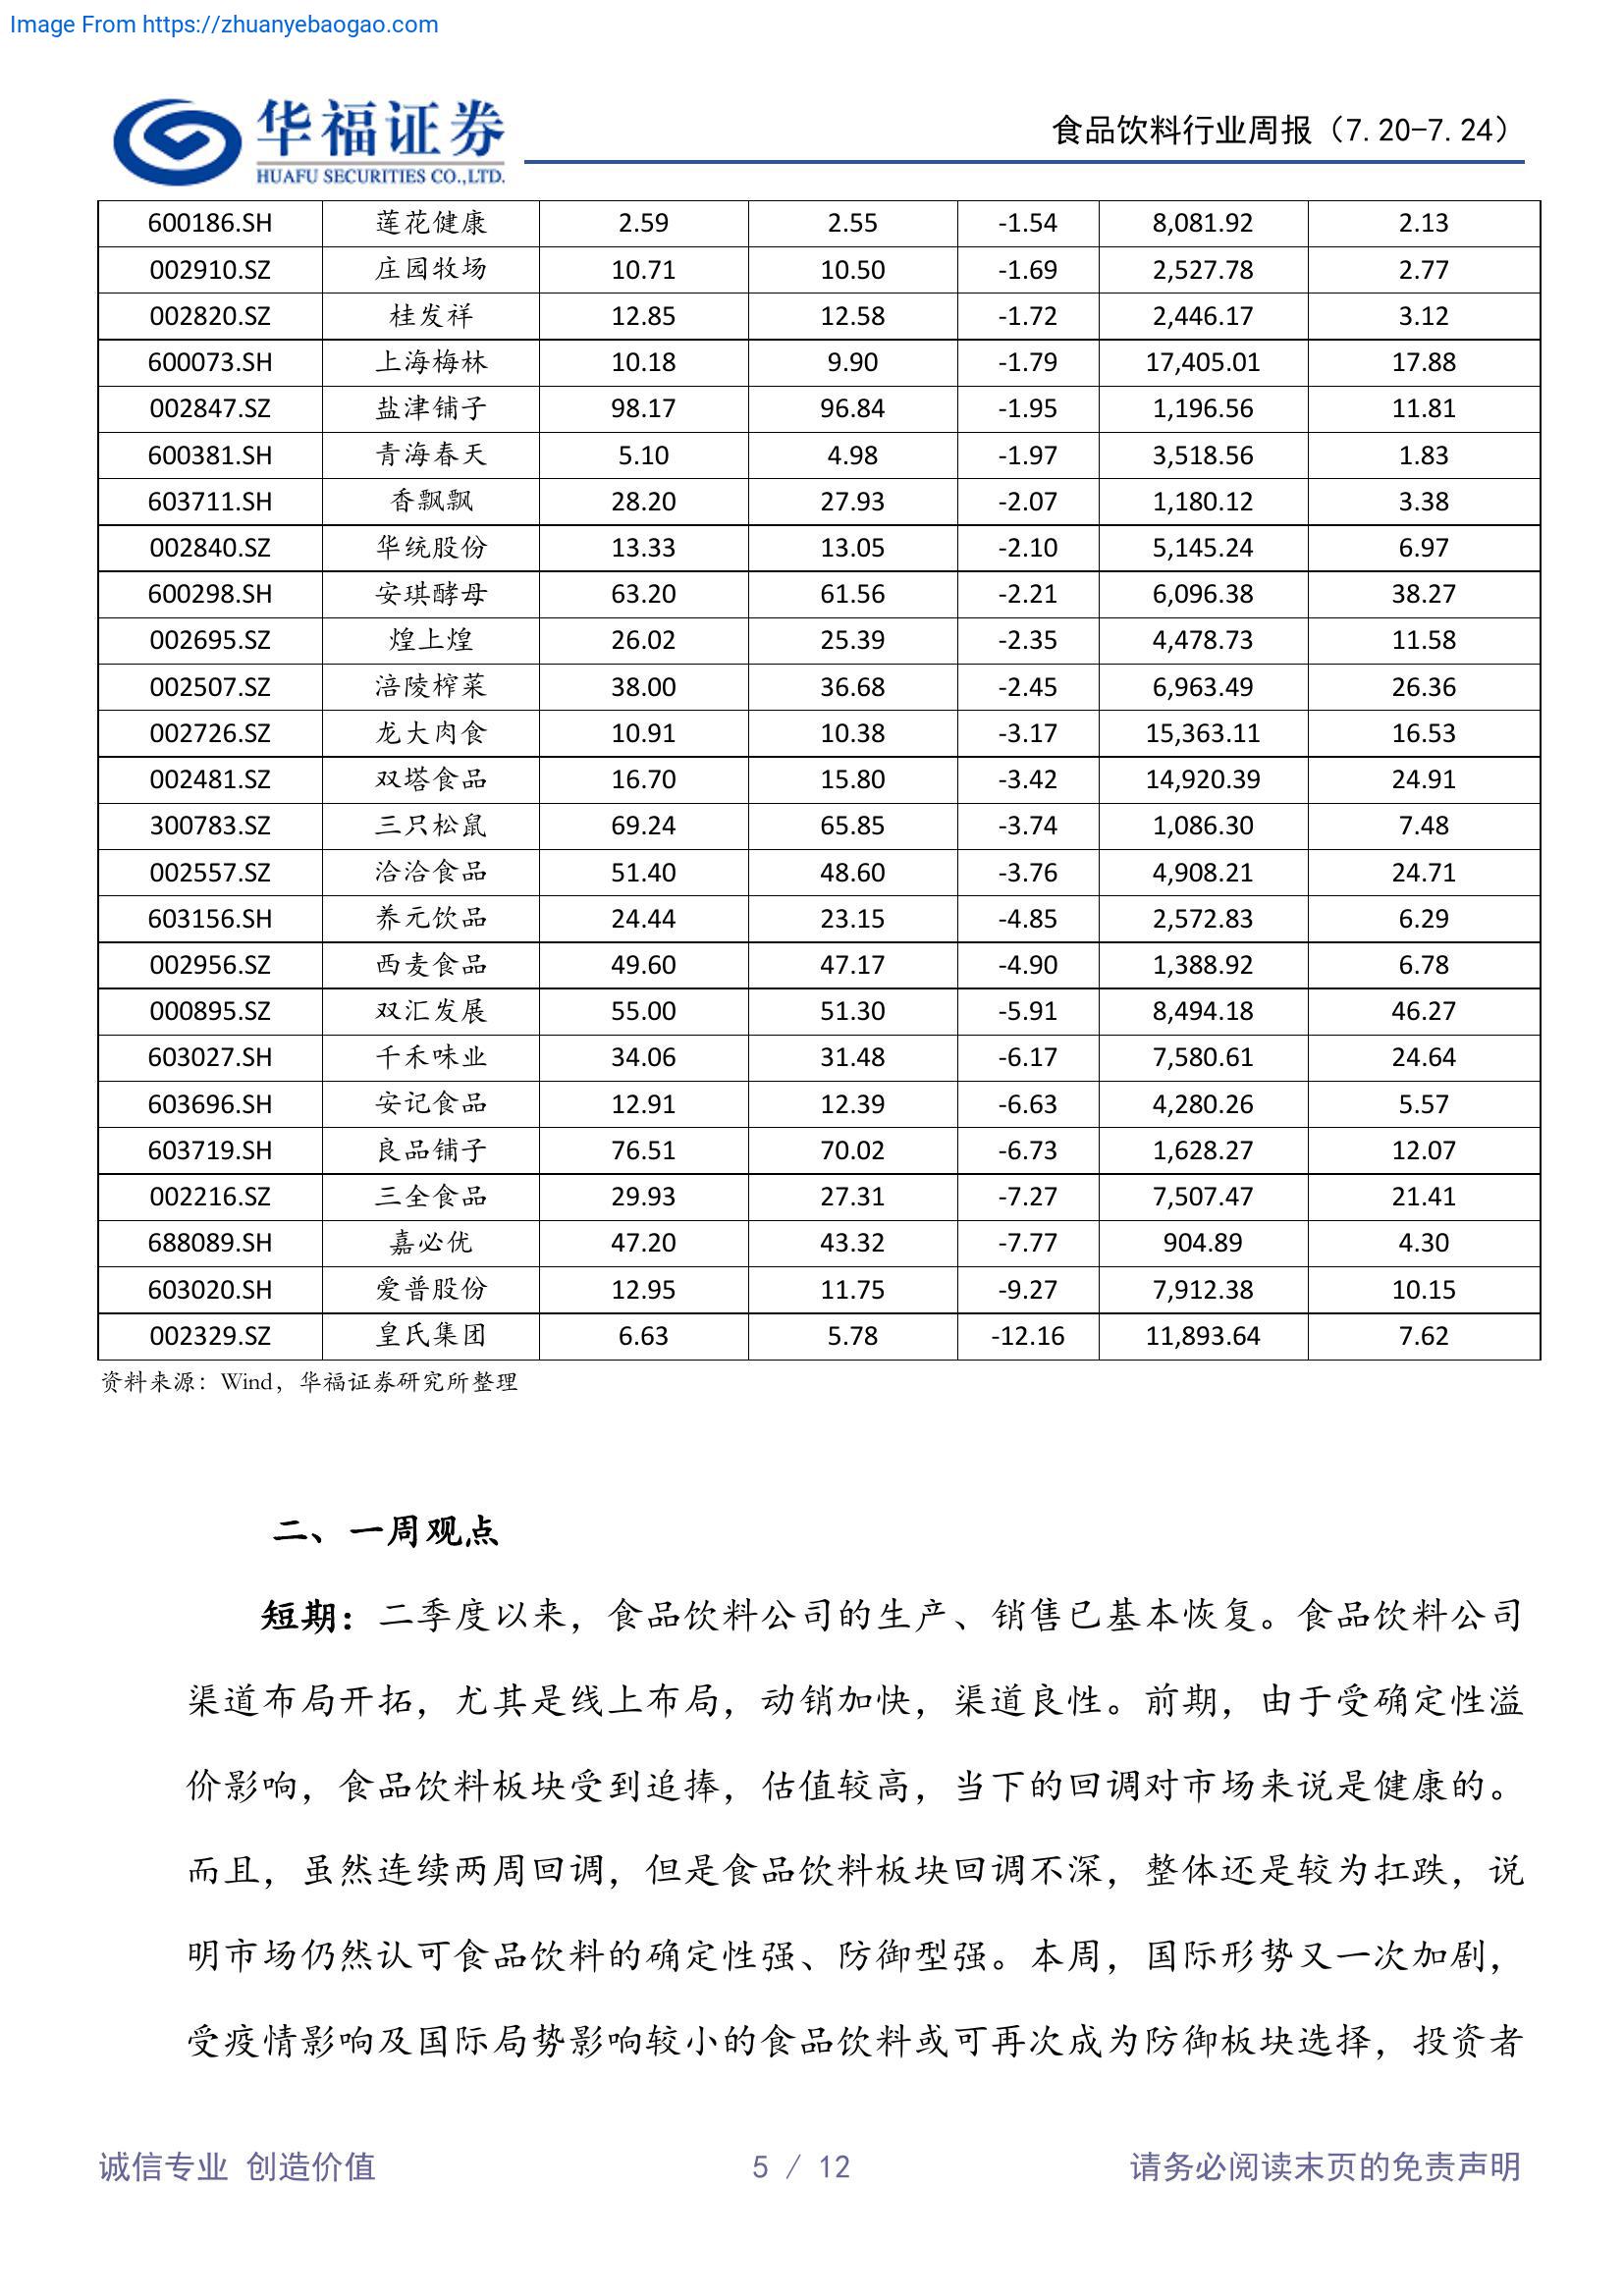 Image From https://zhuanyebaogao.com
华福证券
HUAFU SECURITIES CO.,LTD.
食品饮料行业周报（7.20-7.24）
600186.SH 莲花健康 2.59 2.55 -1.54 8,081.92 2.13
002910.SZ 庄园牧场 10.71 10.50 -1.69 2,527.78 2.77
002820.SZ 桂发祥 12.85 12.58 -1.72 2,446.17 3.12
600073.SH 上海梅林 10.18 9.90 -1.79 17,405.01 17.88
002847.SZ 盐津铺子 98.17 96.84 -1.95 1,196.56 11.81
600381.SH 青海春天 5.10 4.98 -1.97 3,518.56 1.83
603711.SH 香飘飘 28.20 27.93 -2.07 1,180.12 3.38
002840.SZ 华统股份 13.33 13.05 -2.10 5,145.24 6.97
600298.SH 安琪酵母 63.20 61.56 -2.21 6,096.38 38.27
002695.SZ 煌上煌 26.02 25.39 -2.35 4,478.73 11.58
002507.SZ 涪陵榨菜 38.00 36.68 -2.45 6,963.49 26.36
002726.SZ 龙大肉食 10.91 10.38 -3.17 15,363.11 16.53
002481.SZ 双塔食品 16.70 15.80 -3.42 14,920.39 24.91
300783.SZ 三只松鼠 69.24 65.85 -3.74 1,086.30 7.48
002557.SZ 洽洽食品 51.40 48.60 -3.76 4,908.21 24.71
603156.SH 养元饮品 24.44 23.15 -4.85 2,572.83 6.29
002956.SZ 西麦食品 49.60 47.17 -4.90 1,388.92 6.78
000895.SZ 双汇发展 55.00 51.30 -5.91 8,494.18 46.27
603027.SH 千禾味业 34.06 31.48 -6.17 7,580.61 24.64
603696.SH 安记食品 12.91 12.39 -6.63 4,280.26 5.57
603719.SH 良品铺子 76.51 70.02 -6.73 1,628.27 12.07
002216.SZ 三全食品 29.93 27.31 -7.27 7,507.47 21.41
688089.SH 嘉必优 47.20 43.32 -7.77 904.89 4.30
603020.SH 爱普股份 12.95 11.75 -9.27 7,912.38 10.15
002329.SZ 皇氏集团 6.63 5.78 -12.16 11,893.64 7.62
资料来源：Wind，华福证券研究所整理
二、一周观点
短期：二季度以来，食品饮料公司的生产、销售已基本恢复。食品饮料公司
渠道布局开拓，尤其是线上布局，动销加快，渠道良性。前期，由于受确定性溢
价影响，食品饮料板块受到追捧，估值较高，当下的回调对市场来说是健康的。
而且，虽然连续两周回调，但是食品饮料板块回调不深，整体还是较为扛跌，说
明市场仍然认可食品饮料的确定性强、防御型强。本周，国际形势又一次加剧，
受疫情影响及国际局势影响较小的食品饮料或可再次成为防御板块选择，投资者
诚信专业 创造价值
5 / 12
请务必阅读末页的免责声明